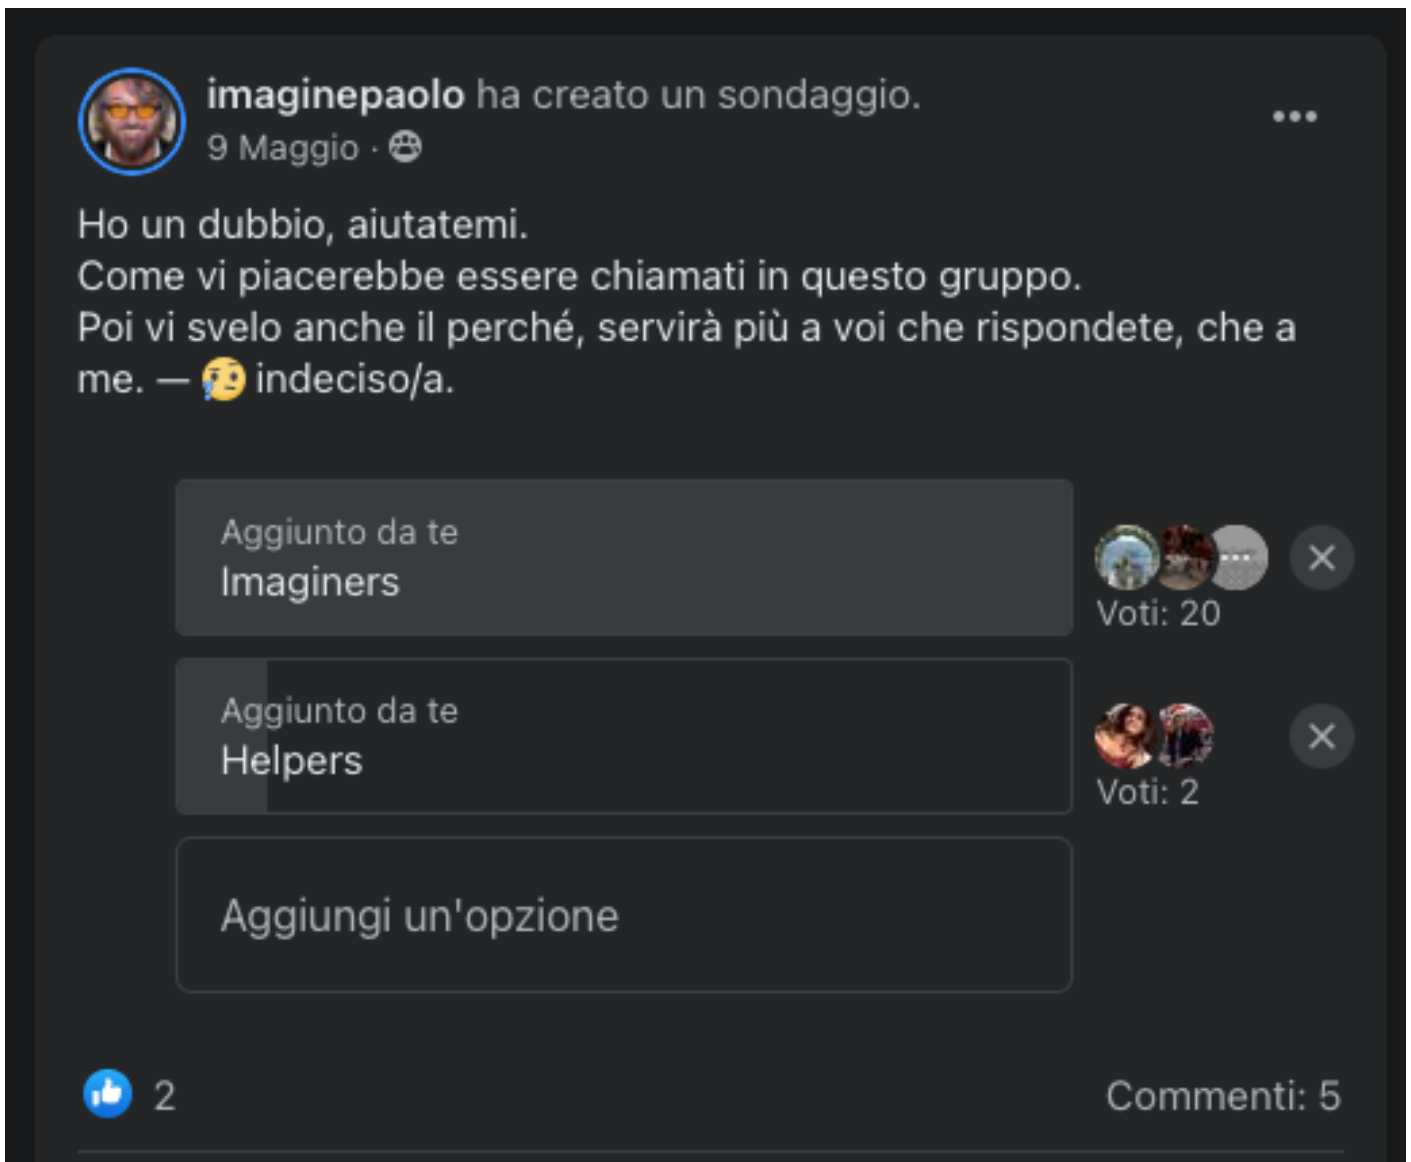 imaginepaolo ha creato un sondaggio.
9 Maggio ·
Ho un dubbio, aiutatemi.
Come vi piacerebbe essere chiamati in questo gruppo.
Poi vi svelo anche il perché, servirà più a voi che rispondete, che a
me. — 😢 indeciso/a.
Aggiunto da te
Imaginers
Voti: 20
Aggiunto da te
Helpers
Voti: 2
Aggiungi un'opzione
2
Commenti: 5